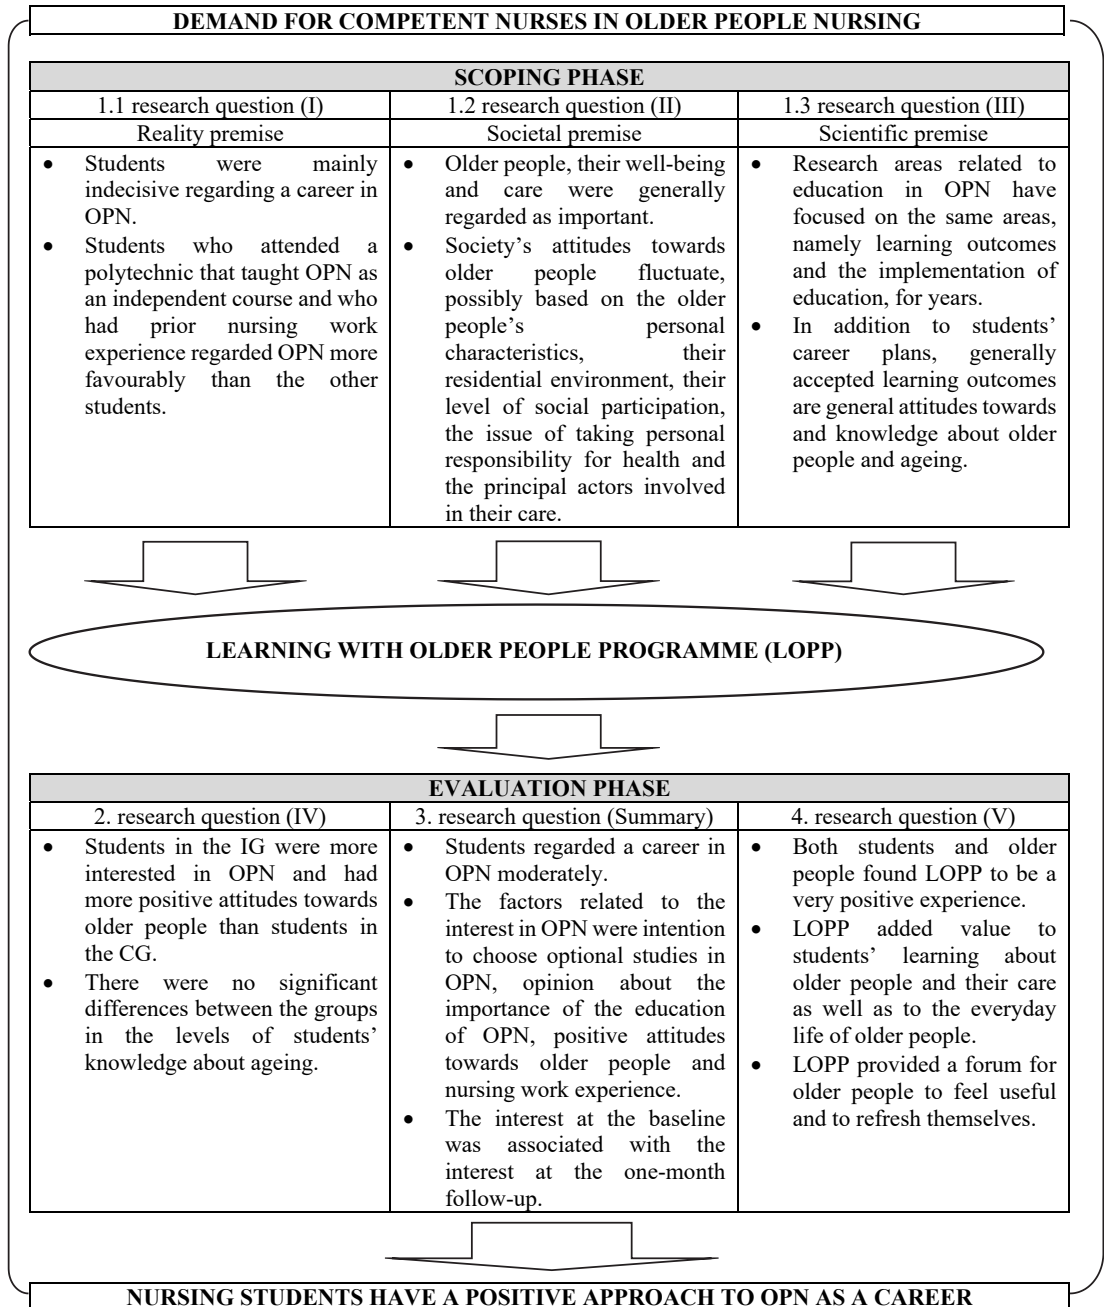 DEMAND FOR COMPETENT NURSES IN OLDER PEOPLE NURSING
SCOPING PHASE
1.1 research question (I)
1.2 research question (II)
1.3 research question (III)
Reality premise
Societal premise
Scientific premise
• Students were mainly
indecisive regarding a career in
OPN.
• Students who attended a
polytechnic that taught OPN as
an independent course and who
had prior nursing work
experience regarded OPN more
favourably than the other
students.
• Older people, their well-being
and care were generally
regarded as important.
• Society’s attitudes towards
older people fluctuate,
possibly based on the older
people’s personal
characteristics, their
residential environment, their
level of social participation,
the issue of taking personal
responsibility for health and
the principal actors involved
in their care.
• Research areas related to
education in OPN have
focused on the same areas,
namely learning outcomes
and the implementation of
education, for years.
• In addition to students’
career plans, generally
accepted learning outcomes
are general attitudes towards
and knowledge about older
people and ageing.
LEARNING WITH OLDER PEOPLE PROGRAMME (LOPP)
EVALUATION PHASE
2. research question (IV)
3. research question (Summary)
4. research question (V)
• Students in the IG were more
interested in OPN and had
more positive attitudes towards
older people than students in
the CG.
• There were no significant
differences between the groups
in the levels of students’
knowledge about ageing.
• Students regarded a career in
OPN moderately.
• The factors related to the
interest in OPN were intention
to choose optional studies in
OPN, opinion about the
importance of the education
of OPN, positive attitudes
towards older people and
nursing work experience.
• The interest at the baseline
was associated with the
interest at the one-month
follow-up.
• Both students and older
people found LOPP to be a
very positive experience.
• LOPP added value to
students’ learning about
older people and their care
as well as to the everyday
life of older people.
• LOPP provided a forum for
older people to feel useful
and to refresh themselves.
NURSING STUDENTS HAVE A POSITIVE APPROACH TO OPN AS A CAREER